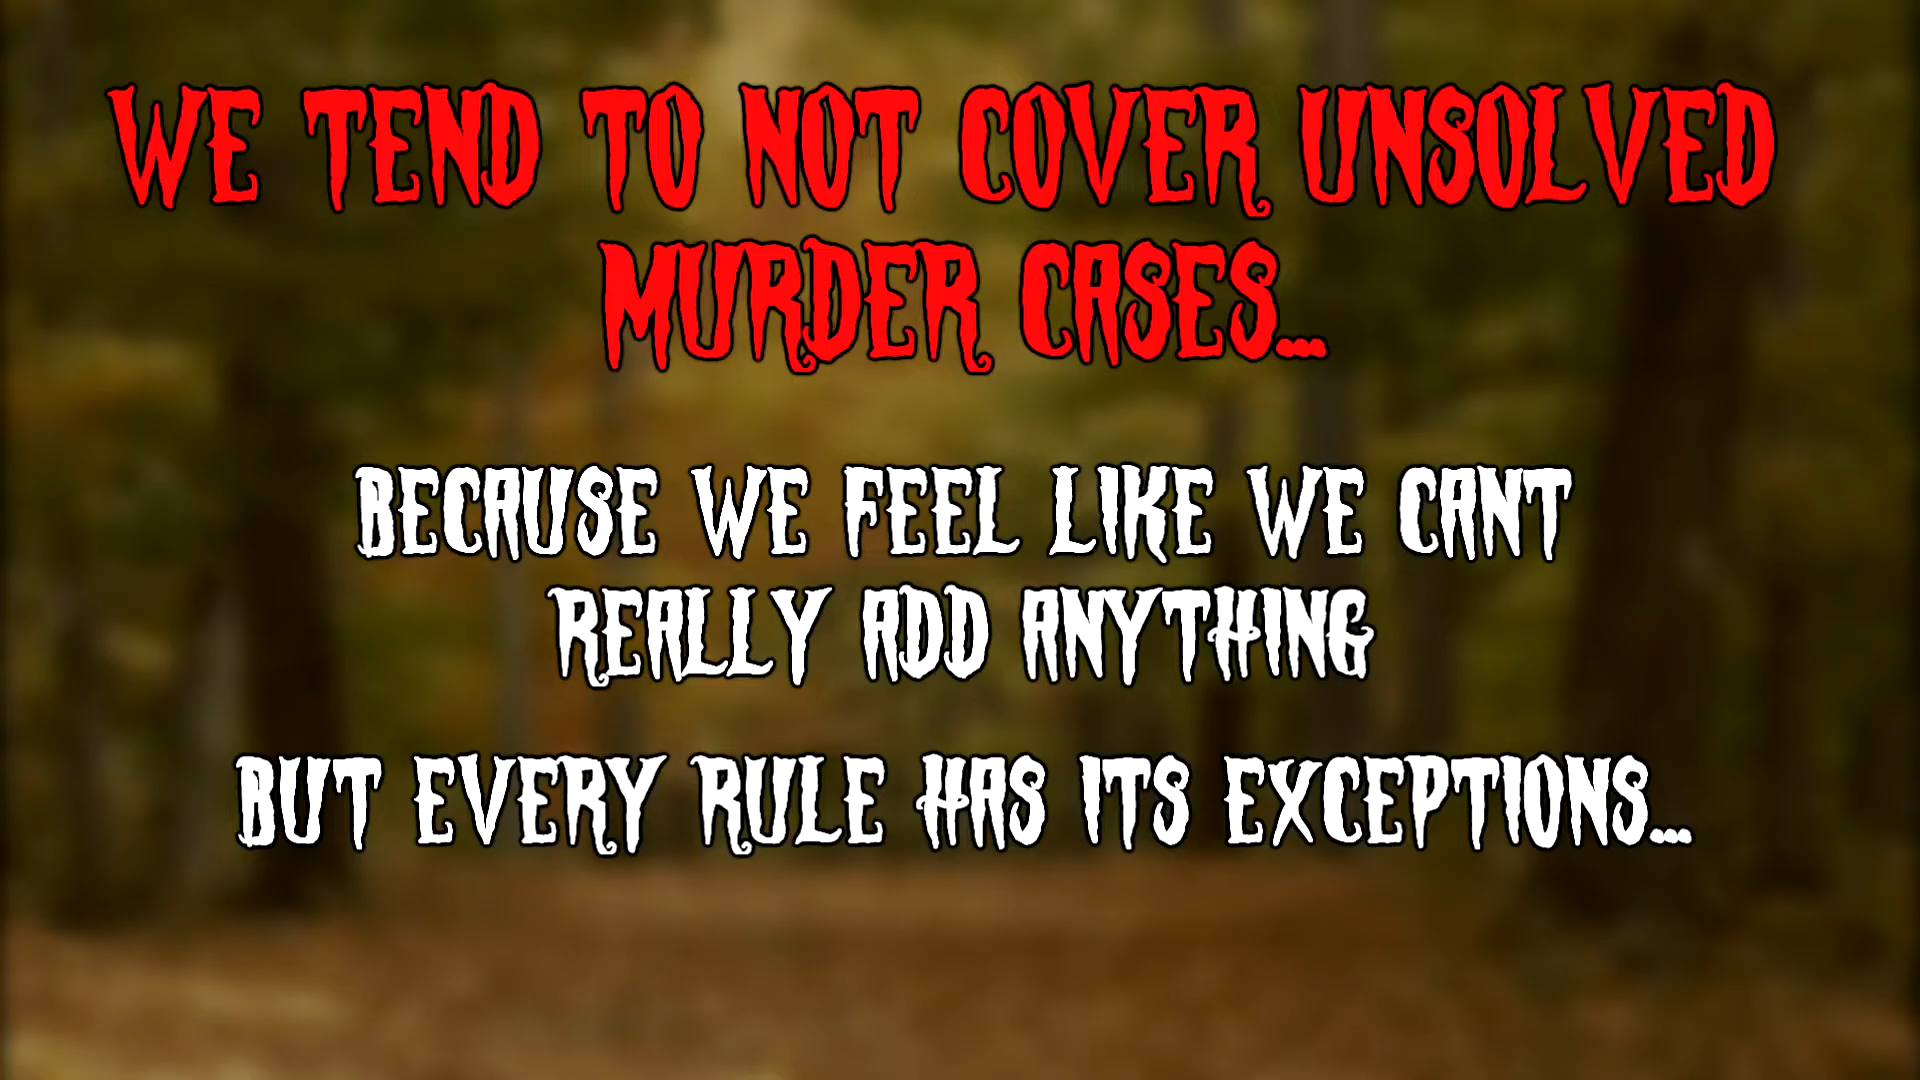 WE TEND TO NOT COVER UNSOLVED
MURDER CASES...
BECAUSE WE FEEL LIKE WE CANT
REALLY ADD ANYTHING
BUT EVERY RULE HAS ITS EXCEPTIONS...